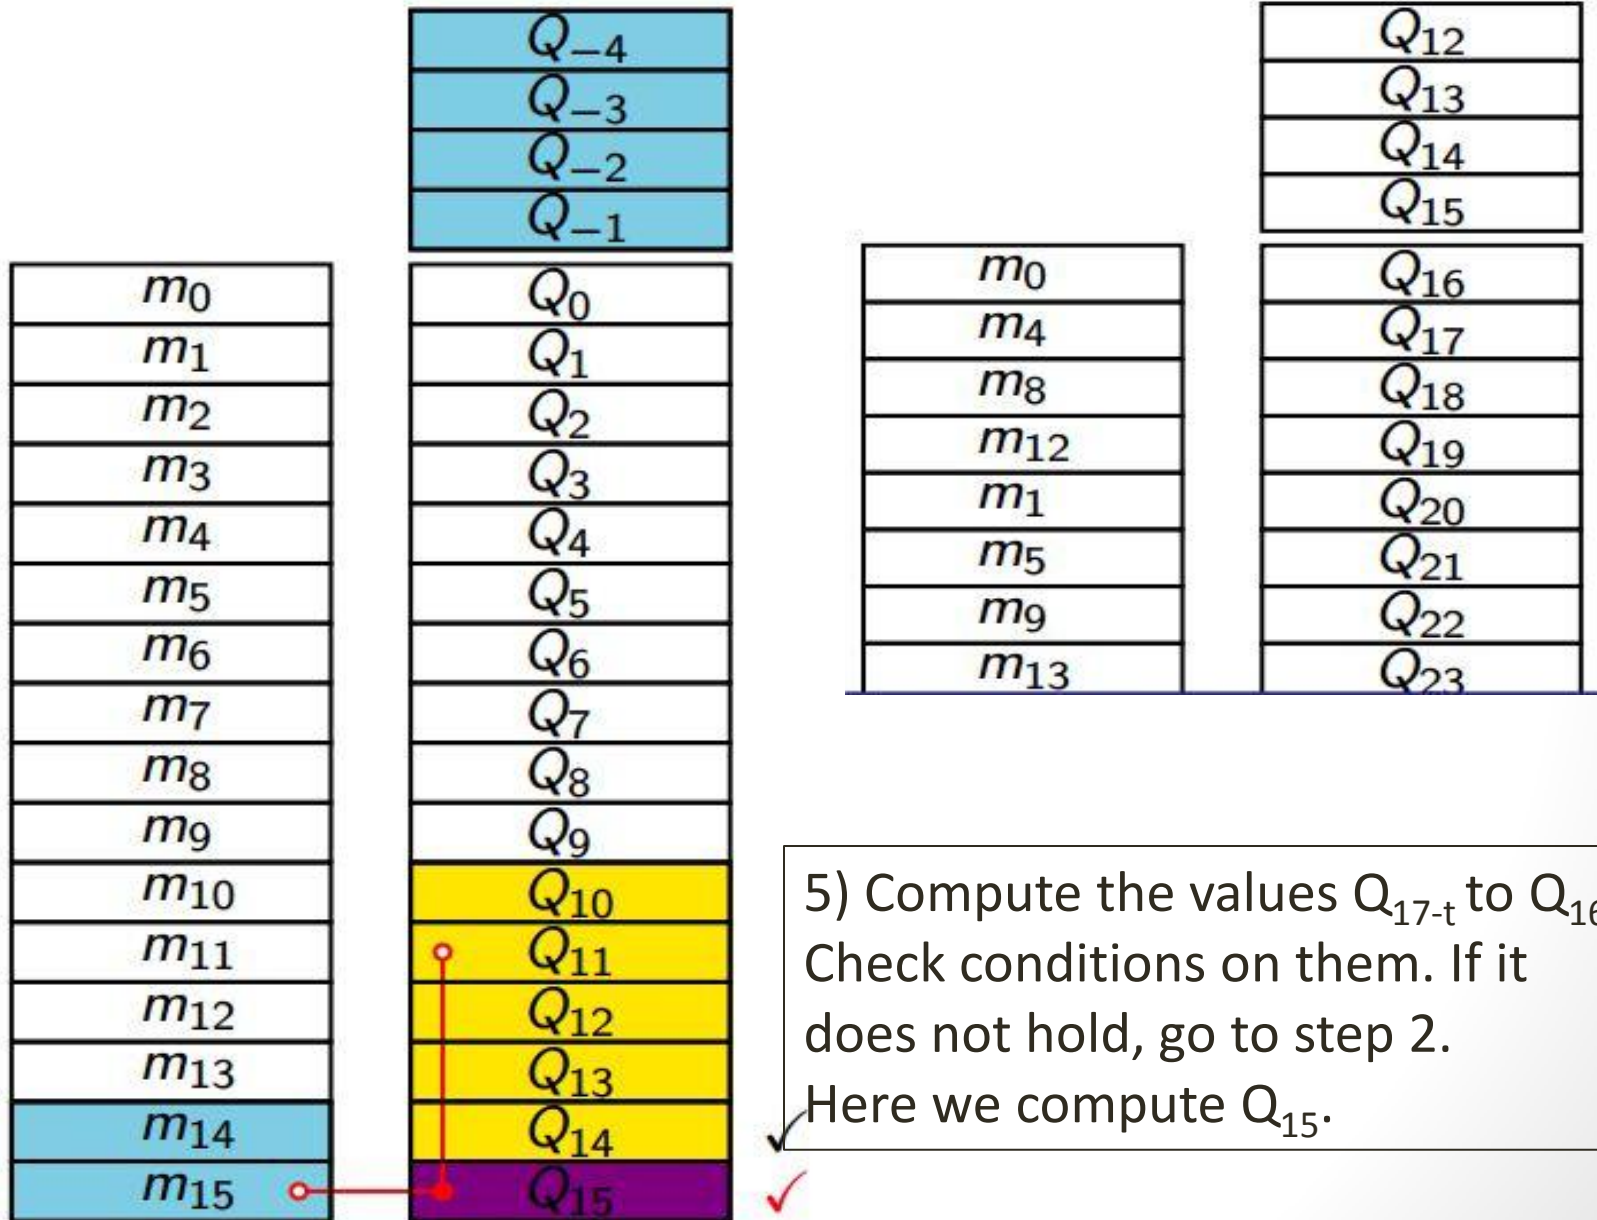 Q₋₄
Q₋₃
Q₋₂
Q₋₁
m₀ Q₀
m₁ Q₁
m₂ Q₂
m₃ Q₃
m₄ Q₄
m₅ Q₅
m₆ Q₆
m₇ Q₇
m₈ Q₈
m₉ Q₉
m₁₀ Q₁₀
m₁₁ Q₁₁
m₁₂ Q₁₂
m₁₃ Q₁₃
m₁₄ Q₁₄
m₁₅ Q₁₅
Q₁₂
Q₁₃
Q₁₄
Q₁₅
m₀ Q₁₆
m₄ Q₁₇
m₈ Q₁₈
m₁₂ Q₁₉
m₁ Q₂₀
m₅ Q₂₁
m₉ Q₂₂
m₁₃ Q₂₃
5) Compute the values Q₁₇₋ₜ to Q₁₆
Check conditions on them. If it
does not hold, go to step 2.
Here we compute Q₁₅.